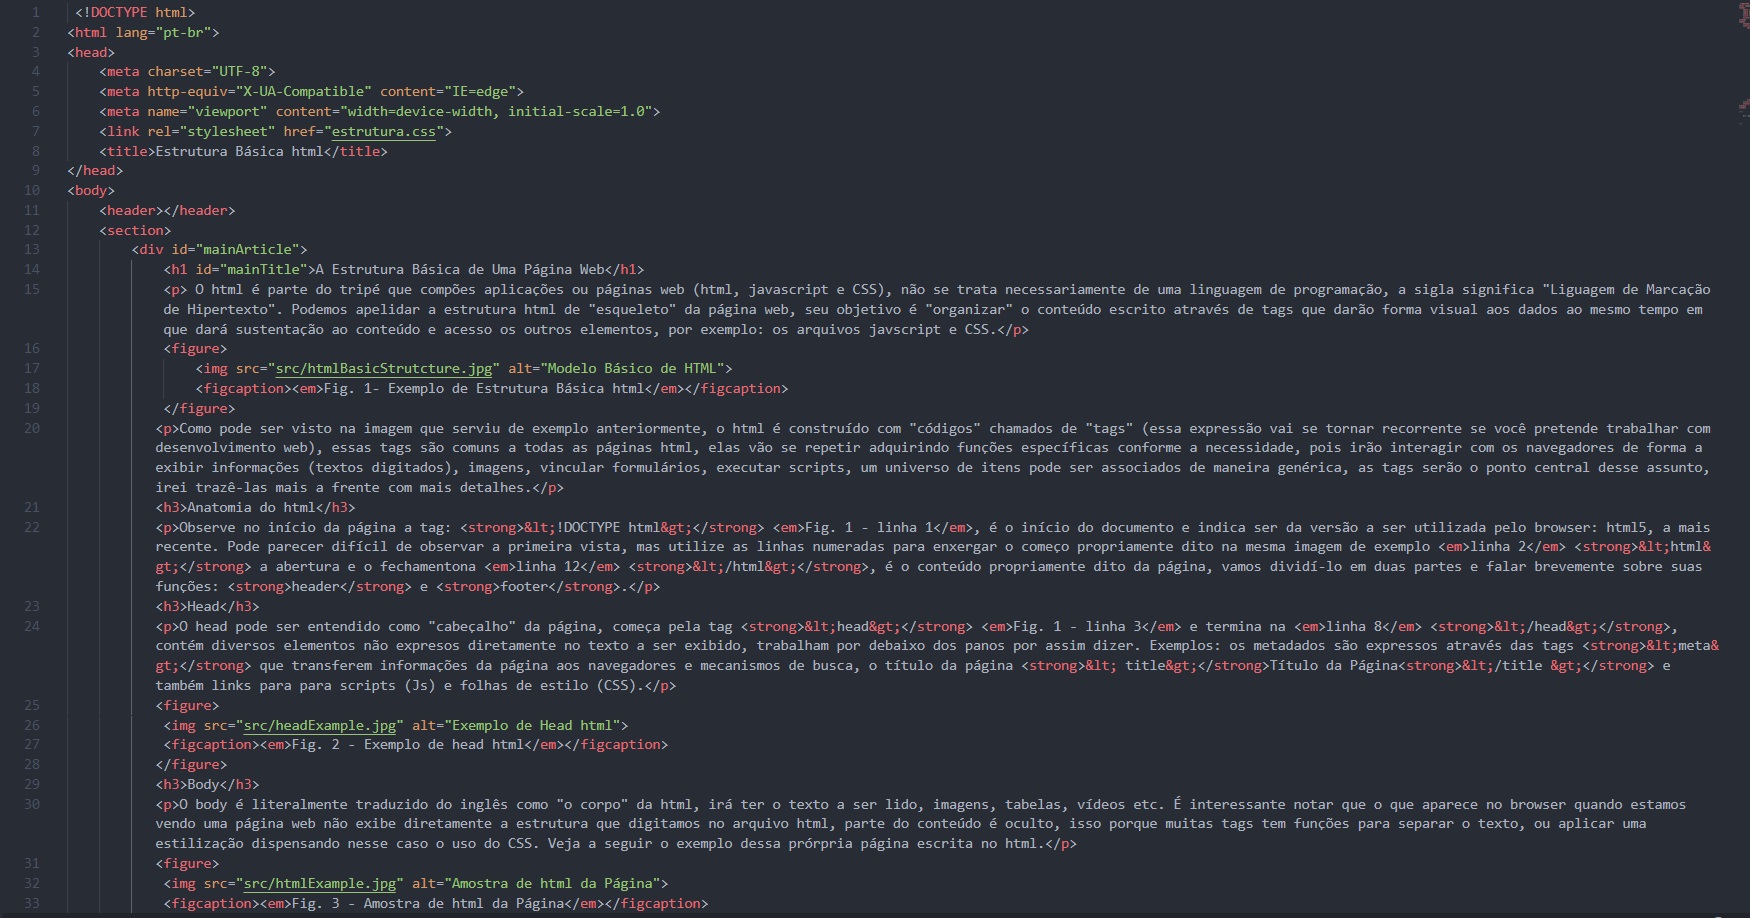 1 <!DOCTYPE html>
2 <html lang="pt-br">
3 <head>
4 <meta charset="UTF-8">
5 <meta http-equiv="X-UA-Compatible" content="IE=edge">
6 <meta name="viewport" content="width=device-width, initial-scale=1.0">
7 <link rel="stylesheet" href="estrutura.css">
8 <title>Estrutura Básica html</title>
9 </head>
10 <body>
11 <header></header>
12 <section>
13 <div id="mainArticle">
14 <h1 id="mainTitle">A Estrutura Básica de Uma Página Web</h1>
15 <p> O html é parte do tripé que compões aplicações ou páginas web (html, javascript e CSS), não se trata necessariamente de uma linguagem de programação, a sigla significa "Liguagem de Marcação
de Hipertexto". Podemos apelidar a estrutura html de "esqueleto" da página web, seu objetivo é "organizar" o conteúdo escrito através de tags que darão forma visual aos dados ao mesmo tempo em
que dará sustentação ao conteúdo e acesso os outros elementos, por exemplo: os arquivos javscript e CSS.</p>
16 <figure>
17 <img src="src/htmlBasicStrutcture.jpg" alt="Modelo Básico de HTML">
18 <figcaption><em>Fig. 1- Exemplo de Estrutura Básica html</em></figcaption>
19 </figure>
20 <p>Como pode ser visto na imagem que serviu de exemplo anteriormente, o html é construído com "códigos" chamados de "tags" (essa expressão vai se tornar recorrente se você pretende trabalhar com
desenvolvimento web), essas tags são comuns a todas as páginas html, elas vão se repetir adquirindo funções específicas conforme a necessidade, pois irão interagir com os navegadores de forma a
exibir informações (textos digitados), imagens, vincular formulários, executar scripts, um universo de itens pode ser associados de maneira genérica, as tags serão o ponto central desse assunto,
irei trazê-las mais a frente com mais detalhes.</p>
21 <h3>Anatomia do html</h3>
22 <p>Observe no início da página a tag: <strong>&lt;!DOCTYPE html&gt;</strong> <em>Fig. 1 - linha 1</em>, é o início do documento e indica ser da versão a ser utilizada pelo browser: html5, a mais
recente. Pode parecer difícil de observar a primeira vista, mas utilize as linhas numeradas para enxergar o começo propriamente dito na mesma imagem de exemplo <em>linha 2</em> <strong>&lt;html&
gt;</strong> a abertura e o fechamentona <em>linha 12</em> <strong>&lt;/html&gt;</strong>, é o conteúdo propriamente dito da página, vamos dividí-lo em duas partes e falar brevemente sobre suas
funções: <strong>header</strong> e <strong>footer</strong>.</p>
23 <h3>Head</h3>
24 <p>O head pode ser entendido como "cabeçalho" da página, começa pela tag <strong>&lt;head&gt;</strong> <em>Fig. 1 - linha 3</em> e termina na <em>linha 8</em> <strong>&lt;/head&gt;</strong>,
contém diversos elementos não expresos diretamente no texto a ser exibido, trabalham por debaixo dos panos por assim dizer. Exemplos: os metadados são expressos através das tags <strong>&lt;meta&
gt;</strong> que transferem informações da página aos navegadores e mecanismos de busca, o título da página <strong>&lt; title&gt;</strong>Título da Página<strong>&lt;/title &gt;</strong> e
também links para para scripts (Js) e folhas de estilo (CSS).</p>
25 <figure>
26 <img src="src/headExample.jpg" alt="Exemplo de Head html">
27 <figcaption><em>Fig. 2 - Exemplo de head html</em></figcaption>
28 </figure>
29 <h3>Body</h3>
30 <p>O body é literalmente traduzido do inglês como "o corpo" da html, irá ter o texto a ser lido, imagens, tabelas, vídeos etc. É interessante notar que o que aparece no browser quando estamos
vendo uma página web não exibe diretamente a estrutura que digitamos no arquivo html, parte do conteúdo é oculto, isso porque muitas tags tem funções para separar o texto, ou aplicar uma
estilização dispensando nesse caso o uso do CSS. Veja a seguir o exemplo dessa prórpria página escrita no html.</p>
31 <figure>
32 <img src="src/htmlExample.jpg" alt="Amostra de html da Página">
33 <figcaption><em>Fig. 3 - Amostra de html da Página</em></figcaption>